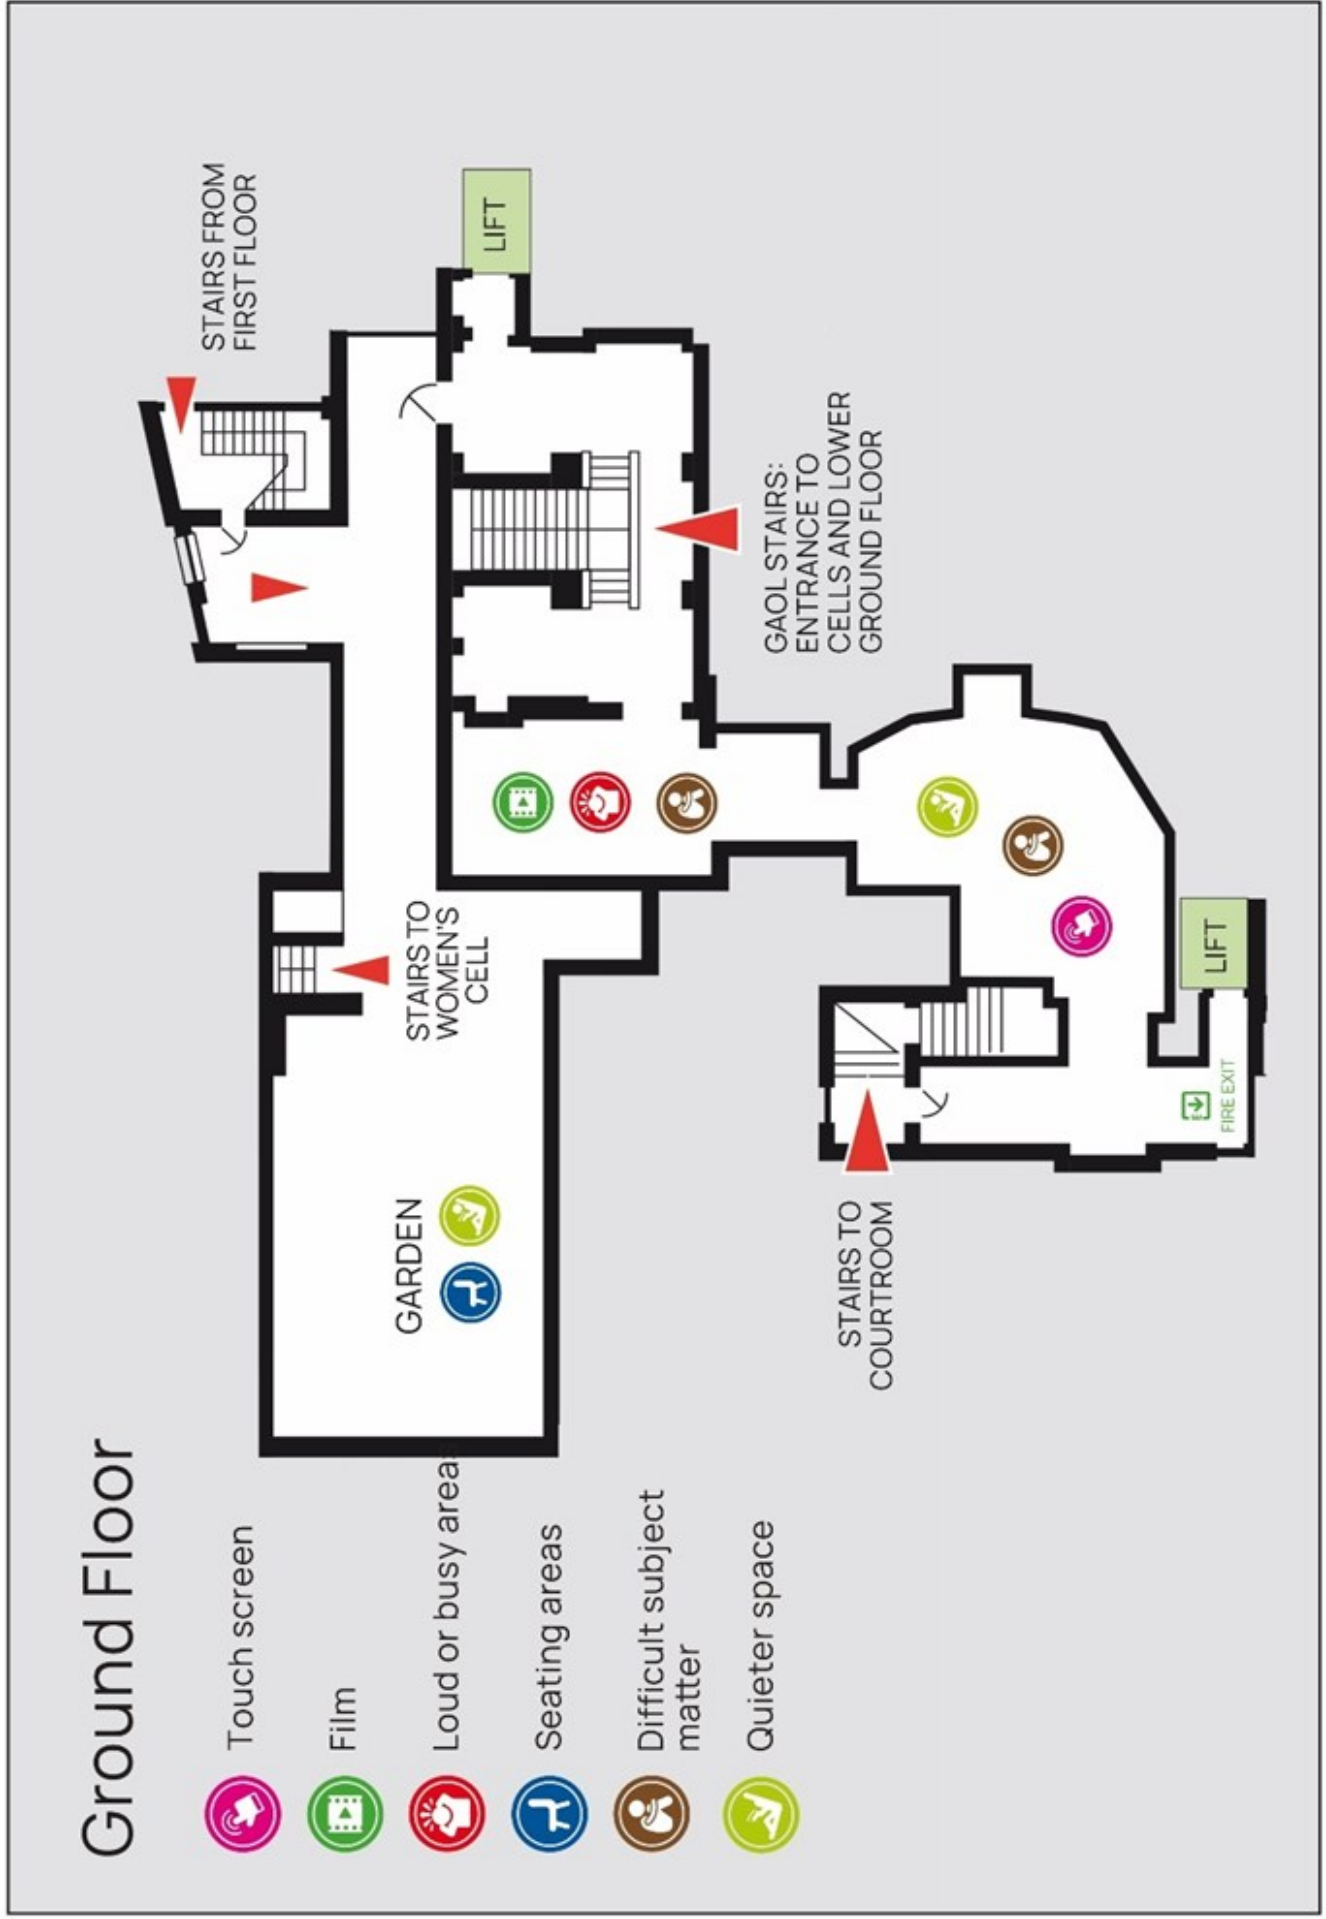 Ground Floor
Touch screen
Film
Loud or busy area
Seating areas
Difficult subject
matter
Quieter space
STAIRS FROM
FIRST FLOOR
LIFT
STAIRS TO
WOMEN'S
CELL
GARDEN
GAOL STAIRS:
ENTRANCE TO
CELLS AND LOWER
GROUND FLOOR
STAIRS TO
COURTROOM
LIFT
FIRE EXIT